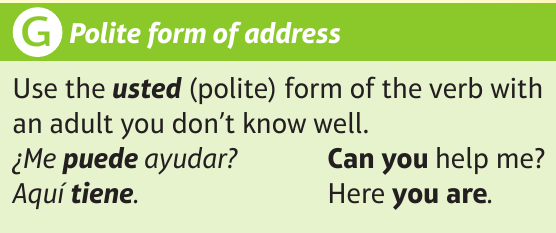 G Polite form of address
Use the usted (polite) form of the verb with
an adult you don't know well.
¿Me puede ayudar? Can you help me?
Aquí tiene. Here you are.